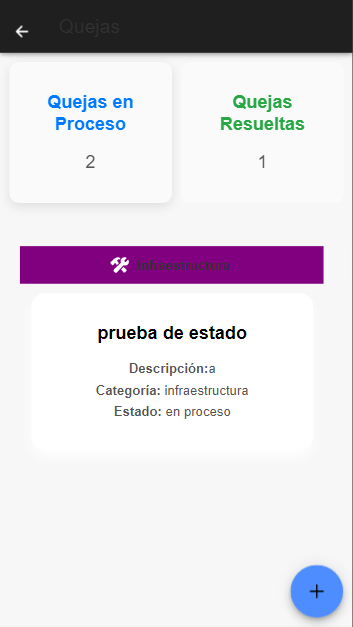 Quejas
Quejas en
Proceso
2
Quejas
Resueltas
1
Infraestructura
prueba de estado
Descripción:a
Categoría: infraestructura
Estado: en proceso